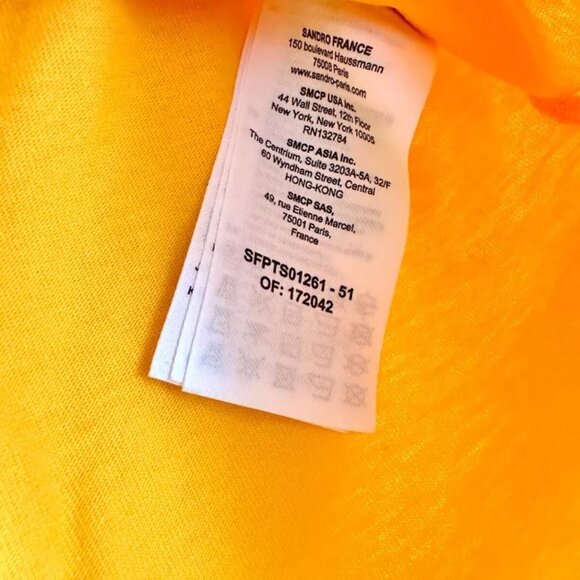 SANDRO FRANCE
150 boulevard Haussmann
75008 Paris
www.sandro-paris.com
SMCP USA Inc.
44 Wall Street, 12th Floor
New York, New York 10005
RN132784
SMCP ASIA Inc.
The Centrium, Suite 3203A-5A, 32/F
60 Wyndham Street, Central
HONG-KONG
SMCP SAS,
49, rue Etienne Marcel,
75001 Paris,
France
SFPTS01261 - 51
OF: 172042